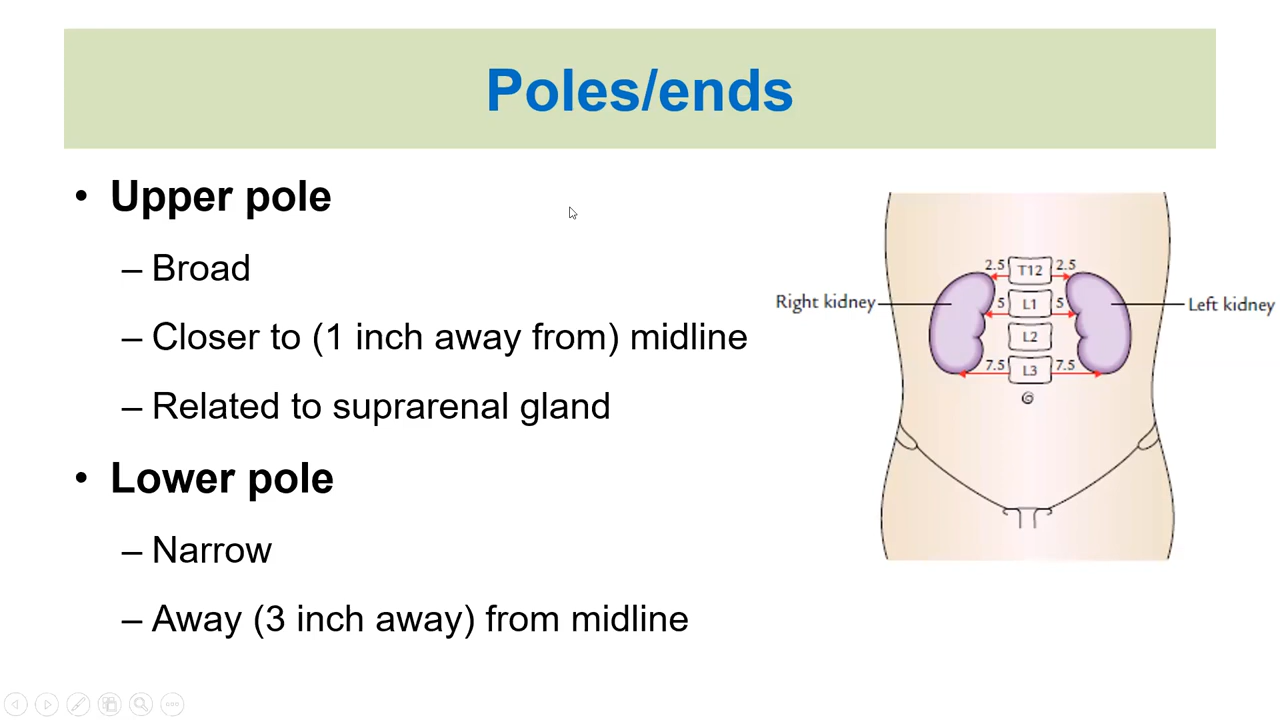 Poles/ends
• Upper pole
– Broad
– Closer to (1 inch away from) midline
– Related to suprarenal gland
• Lower pole
– Narrow
– Away (3 inch away) from midline
2.5 T12 2.5
Right kidney 5 L1 5 Left kidney
L2
7.5 L3 7.5